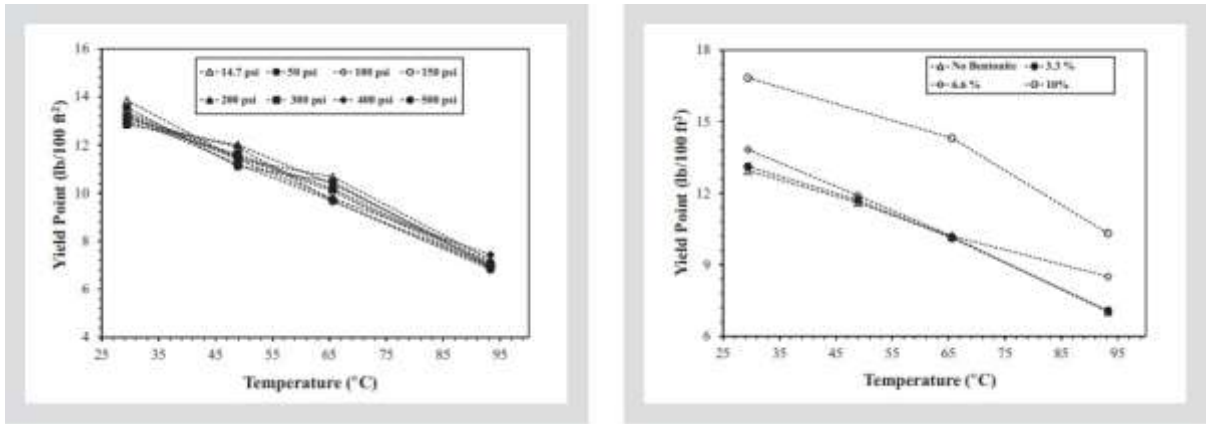 16
14
12
10
8
6
4
14.7 psi 50 psi 100 psi 150 psi
200 psi 300 psi 400 psi 500 psi
Yield Point (lb/100 ft²)
25 35 45 55 65 75 85 95
Temperature (°C)
18
15
12
9
6
No Bentonite 3.3 %
6.6 % 10%
Yield Point (lb/100 ft²)
25 35 45 55 65 75 85 95
Temperature (°C)